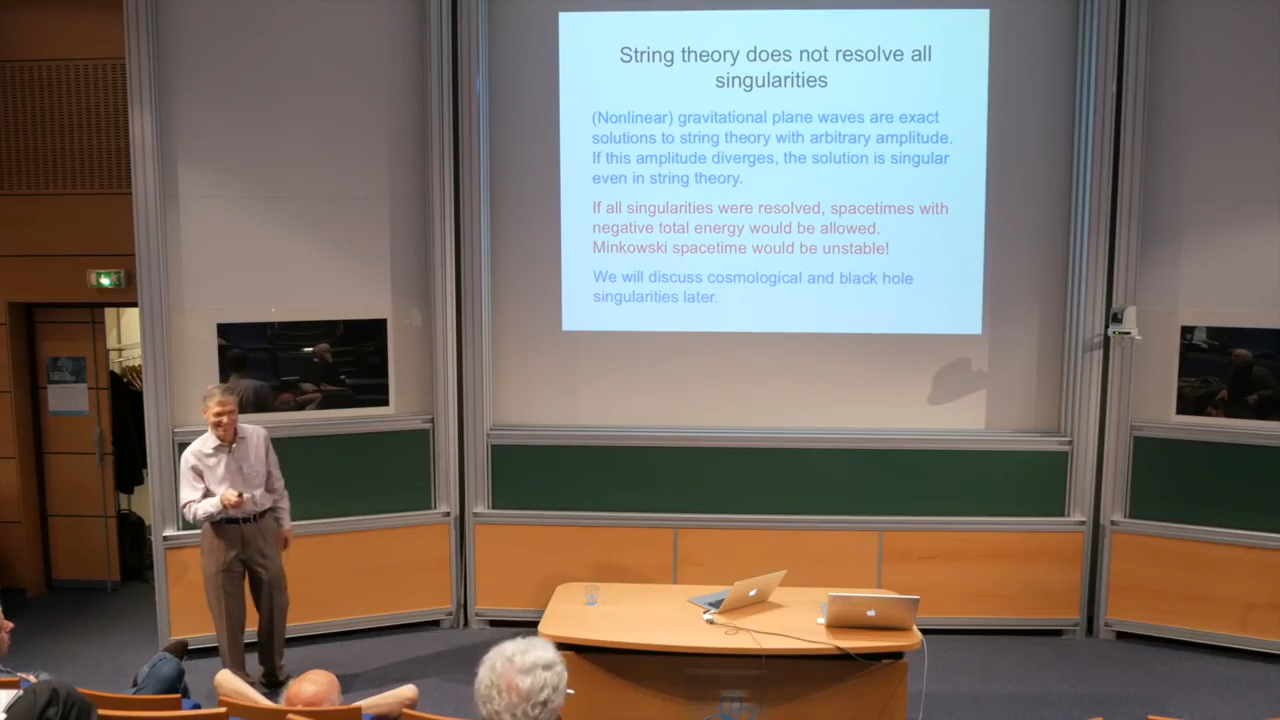 String theory does not resolve all
singularities
(Nonlinear) gravitational plane waves are exact
solutions to string theory with arbitrary amplitude.
If this amplitude diverges, the solution is singular
even in string theory.
If all singularities were resolved, spacetimes with
negative total energy would be allowed.
Minkowski spacetime would be unstable!
We will discuss cosmological and black hole
singularities later.